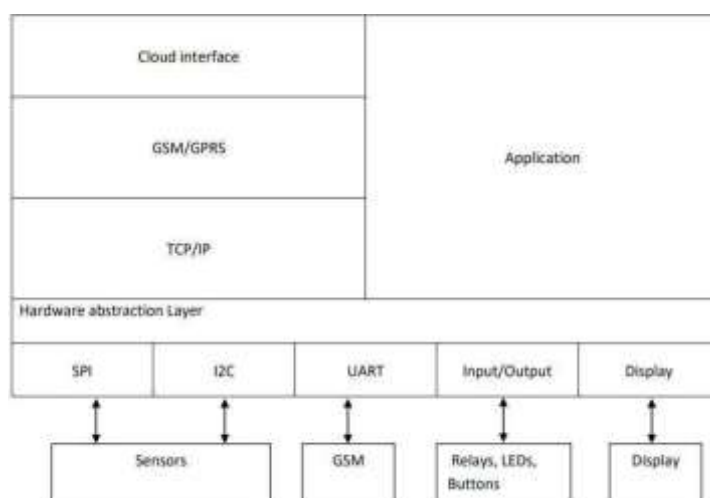 Cloud interface
GSM/GPRS
Application
TCP/IP
Hardware abstraction Layer
SPI
I2C
UART
Input/Output
Display
Sensors
GSM
Relays, LEDs,
Buttons
Display